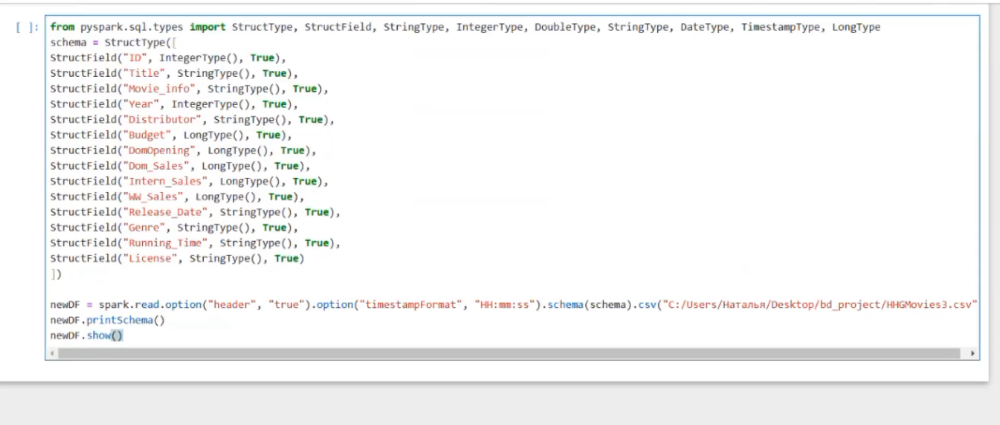 [ ]: from pyspark.sql.types import StructType, StructField, StringType, IntegerType, DoubleType, StringType, DateType, TimestampType, LongType
schema = StructType([
StructField("ID", IntegerType(), True),
StructField("Title", StringType(), True),
StructField("Movie_info", StringType(), True),
StructField("Year", IntegerType(), True),
StructField("Distributor", StringType(), True),
StructField("Budget", LongType(), True),
StructField("DomOpening", LongType(), True),
StructField("Dom_Sales", LongType(), True),
StructField("Intern_Sales", LongType(), True),
StructField("WW_Sales", LongType(), True),
StructField("Release_Date", StringType(), True),
StructField("Genre", StringType(), True),
StructField("Running_Time", StringType(), True),
StructField("License", StringType(), True)
])
newDF = spark.read.option("header", "true").option("timestampFormat", "HH:mm:ss").schema(schema).csv("C:/Users/Наталья/Desktop/bd_project/HHGMovies3.csv"
newDF.printSchema()
newDF.show()